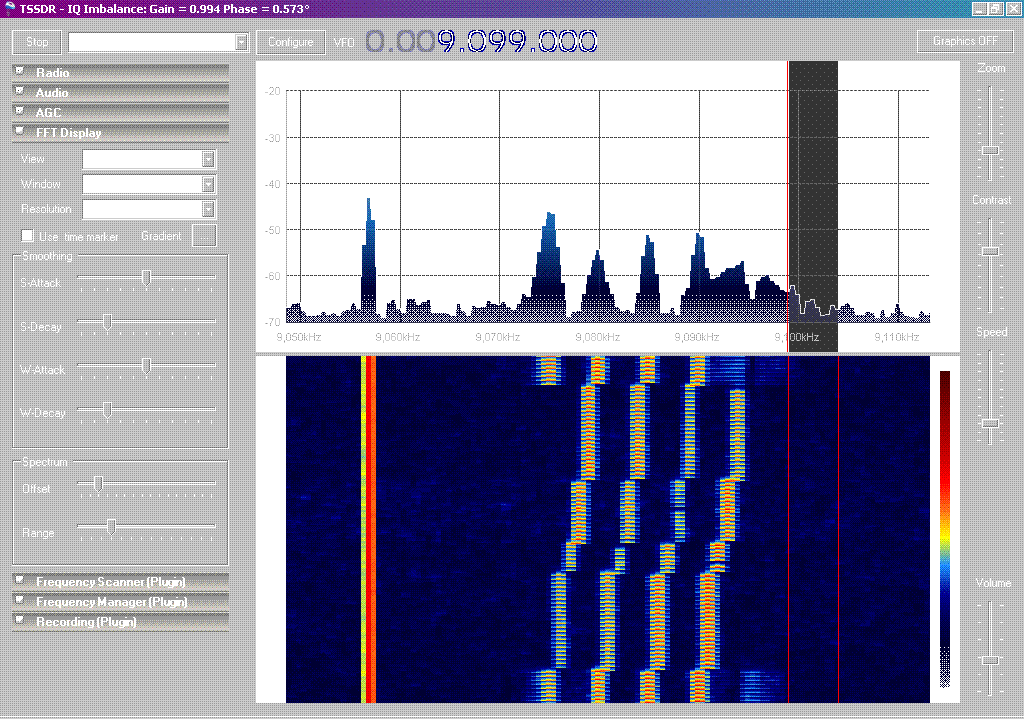 TSSDR - IQ Imbalance: Gain = 0.994 Phase = 0.573°
Stop
Configure
VFO
0.009.099.000
Graphics OFF
Radio
Audio
AGC
FFT Display
View
Window
Resolution
Use time marker
Gradient
Smoothing
S-Attack
S-Decay
W-Attack
W-Decay
Spectrum
Offset
Range
Frequency Scanner (Plugin)
Frequency Manager (Plugin)
Recording (Plugin)
-20
-30
-40
-50
-60
-70
9,050kHz 9,060kHz 9,070kHz 9,080kHz 9,090kHz 9,100kHz 9,110kHz
Zoom
Contrast
Speed
Volume